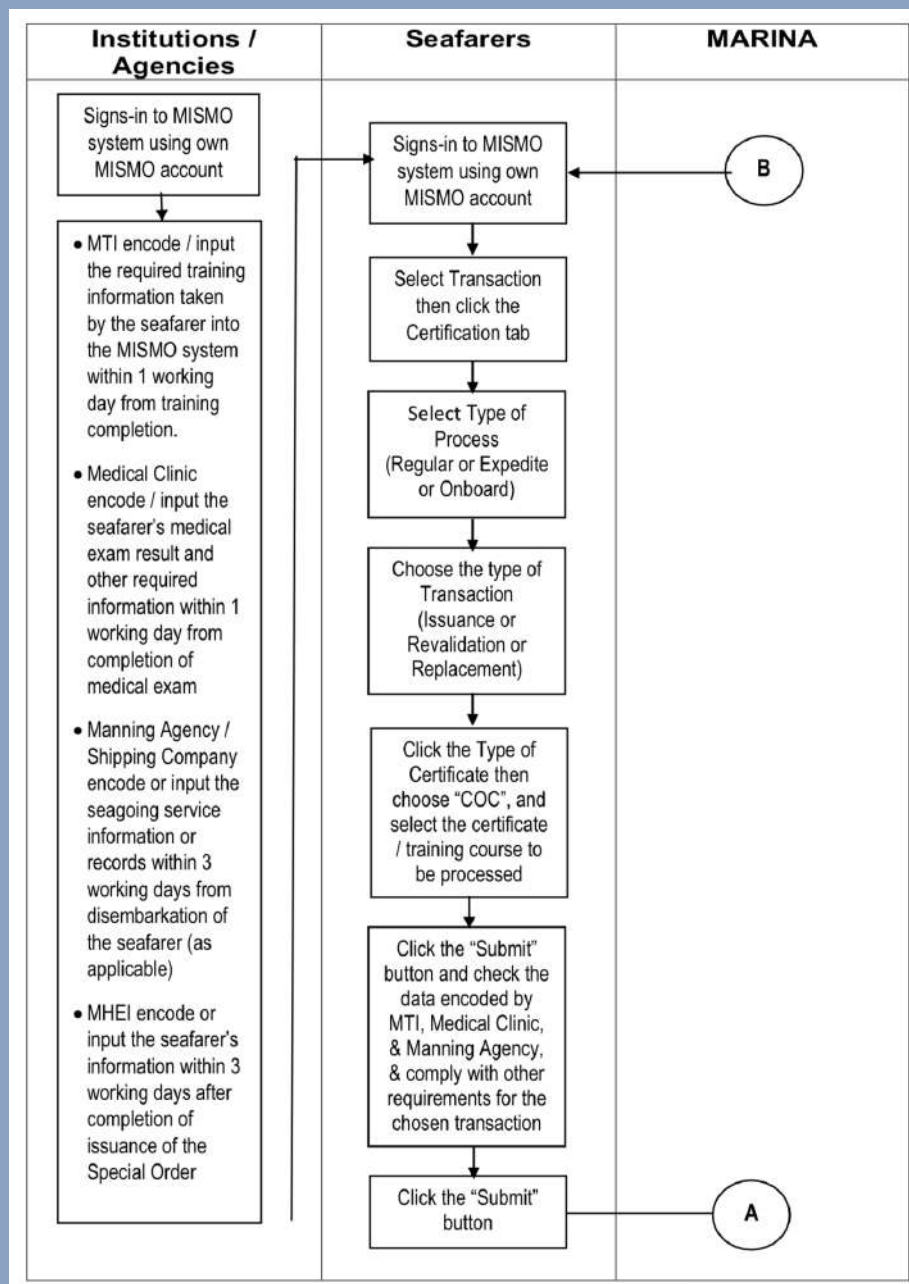 Institutions /
Agencies
Seafarers
MARINA
Signs-in to MISMO
system using own
MISMO account
• MTI encode / input
the required training
information taken
by the seafarer into
the MISMO system
within 1 working
day from training
completion.
• Medical Clinic
encode / input the
seafarer's medical
exam result and
other required
information within 1
working day from
completion of
medical exam
• Manning Agency /
Shipping Company
encode or input the
seagoing service
information or
records within 3
working days from
disembarkation of
the seafarer (as
applicable)
• MHEI encode or
input the seafarer's
information within 3
working days after
completion of
issuance of the
Special Order
Signs-in to MISMO
system using own
MISMO account
B
Select Transaction
then click the
Certification tab
Select Type of
Process
(Regular or Expedite
or Onboard)
Choose the type of
Transaction
(Issuance or
Revalidation or
Replacement)
Click the Type of
Certificate then
choose "COC", and
select the certificate
/ training course to
be processed
Click the "Submit"
button and check the
data encoded by
MTI, Medical Clinic,
& Manning Agency,
& comply with other
requirements for the
chosen transaction
Click the "Submit"
button
A